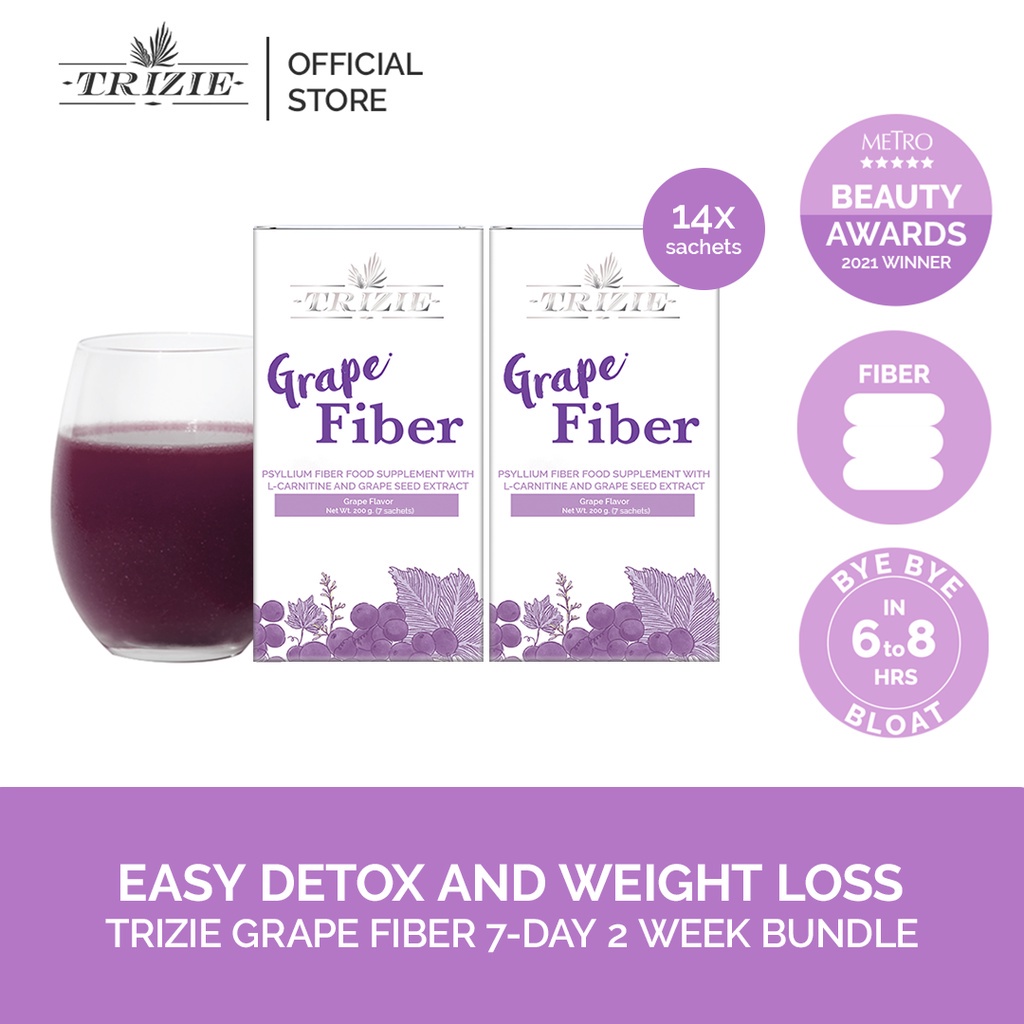 TRIZIE
OFFICIAL
STORE
METRO
BEAUTY
AWARDS
2021 WINNER
14x
sachets
TRIZIE
Grape
Fiber
PSYLLIUM FIBER FOOD SUPPLEMENT WITH
L-CARNITINE AND GRAPE SEED EXTRACT
Grape Flavor
Net Wt. 200 g. (7 sachets)
TRIZIE
Grape
Fiber
PSYLLIUM FIBER FOOD SUPPLEMENT WITH
L-CARNITINE AND GRAPE SEED EXTRACT
Grape Flavor
Net Wt. 200 g. (7 sachets)
FIBER
BYE BYE
IN
6 to 8
HRS
BLOAT
EASY DETOX AND WEIGHT LOSS
TRIZIE GRAPE FIBER 7-DAY 2 WEEK BUNDLE